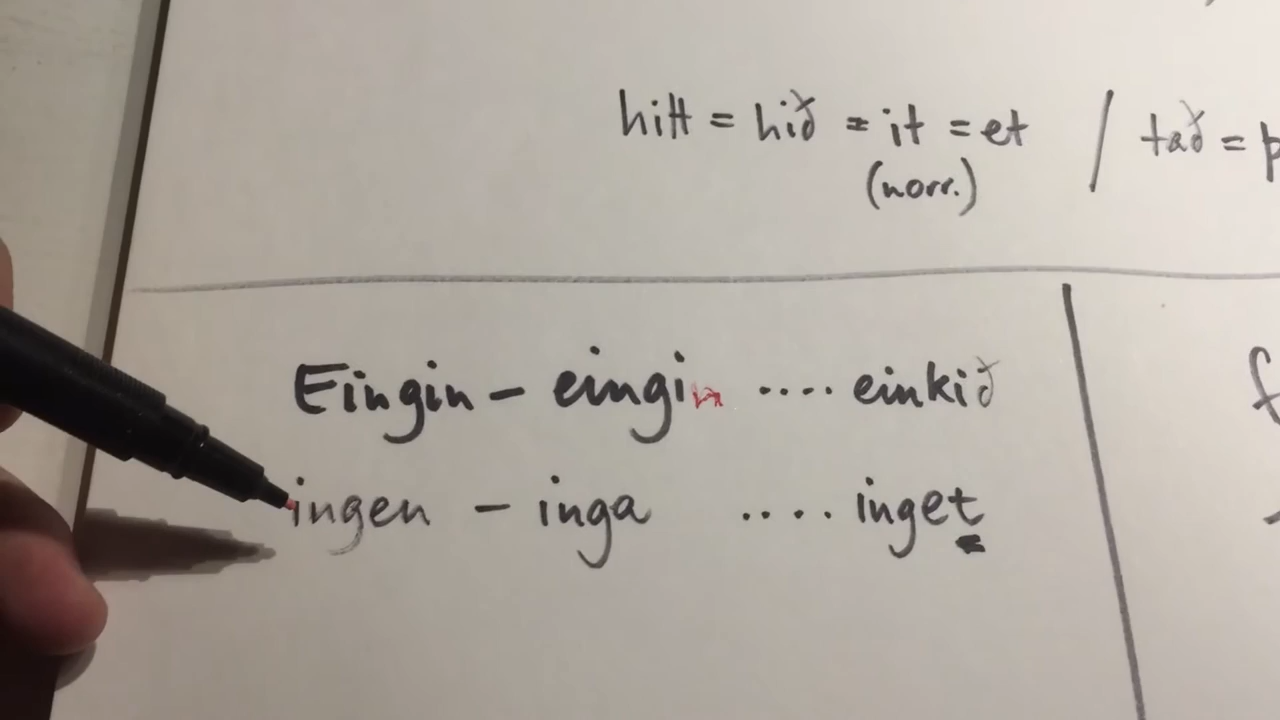 hitt = hið = it = et / tað = þ
(norr.)
Eingin - eingin .... einkið
ingen - inga .... inget